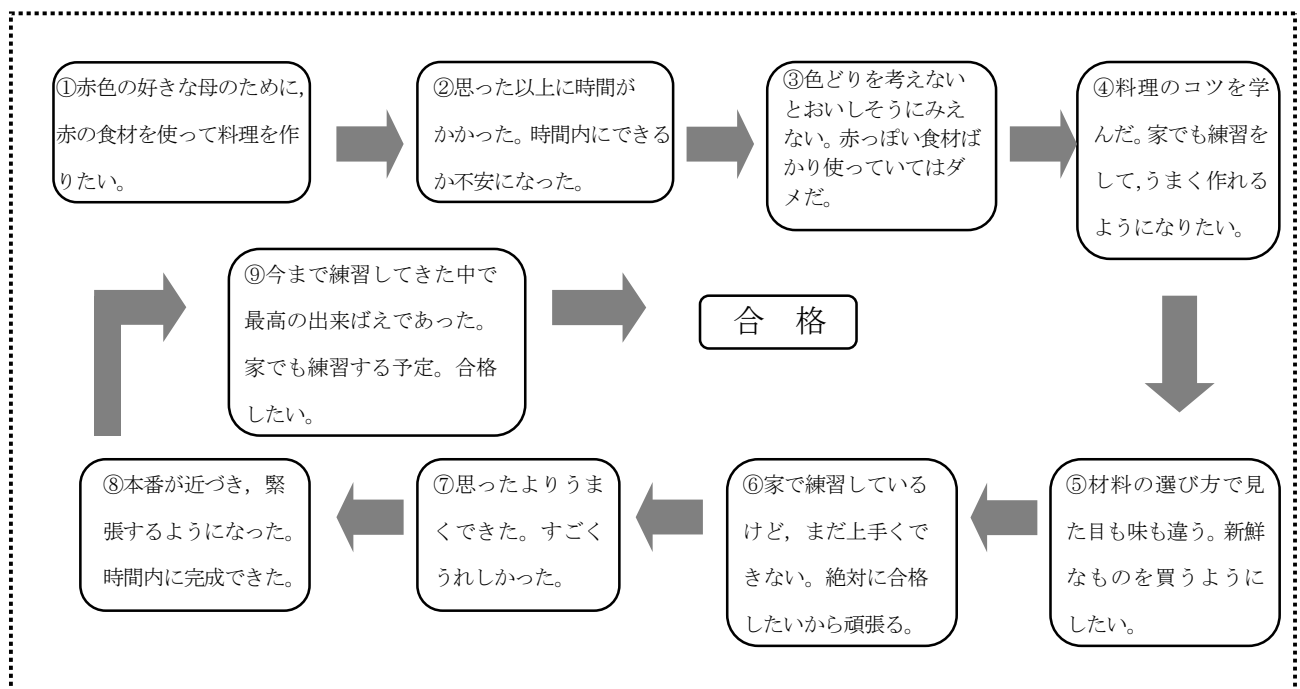 ①赤色の好きな母のために,
赤の食材を使って料理を作
りたい。
②思った以上に時間が
かかった。時間内にできる
か不安になった。
③色どりを考えない
とおいしそうにみえ
ない。赤っぽい食材ば
かり使っていてはダ
メだ。
④料理のコツを学
んだ。家でも練習を
して,うまく作れる
ようになりたい。
⑤材料の選び方で見
た目も味も違う。新鮮
なものを買うように
したい。
⑥家で練習している
けど，まだ上手くで
きない。絶対に合格
したいから頑張る。
⑦思ったよりうま
くできた。すごく
うれしかった。
⑧本番が近づき，緊
張するようになった。
時間内に完成できた。
⑨今まで練習してきた中で
最高の出来ばえであった。
家でも練習する予定。合格
したい。
合　格